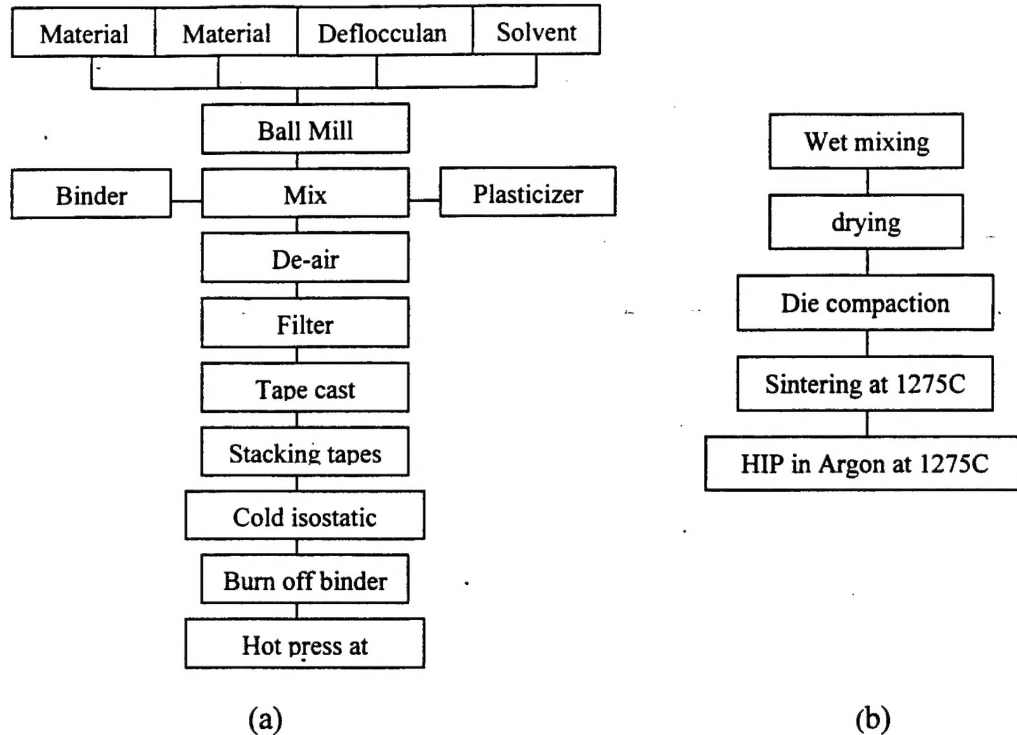 Material Material Defloculan Solvent
Ball Mill
Binder Mix Plasticizer
De-air
Filter
Tape cast
Stacking tapes
Cold isostatic
Burn off binder
Hot press at
(a)
Wet mixing
drying
Die compaction
Sintering at 1275C
HIP in Argon at 1275C
(b)